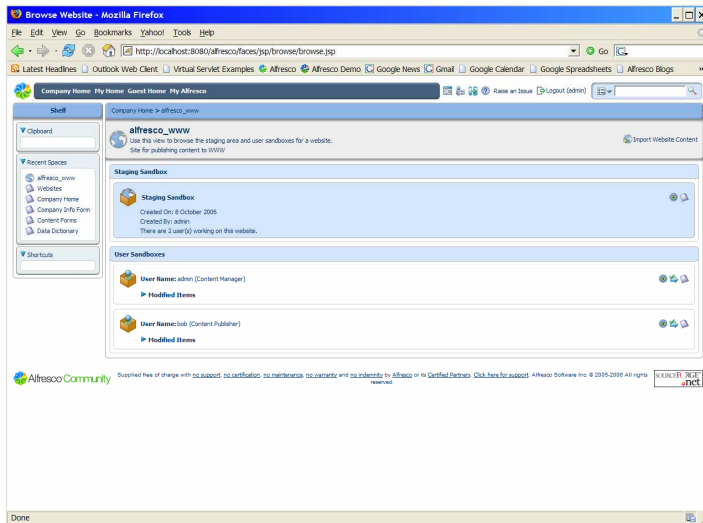 Browse Website - Mozilla Firefox
File Edit View Go Bookmarks Yahoo! Tools Help
http://localhost:8080/alfresco/faces/jsp/browse/browse.jsp
Go
Latest Headlines Outlook Web Client Virtual Servlet Examples Alfresco Alfresco Demo Google News Gmail Google Calendar Google Spreadsheets Alfresco Blogs
Company Home My Home Guest Home My Alfresco
Raise an Issue Logout (admin)
Shelf
Company Home > alfresco_www
Clipboard
Recent Spaces
alfresco_www
Websites
Company Home
Company Info Form
Content Forms
Data Dictionary
Shortcuts
alfresco_www
Use this view to browse the staging area and user sandboxes for a website.
Site for publishing content to WWW
Import Website Content
Staging Sandbox
Staging Sandbox
Created On: 8 October 2006
Created By: admin
There are 2 user(s) working on this website.
User Sandboxes
User Name: admin (Content Manager)
Modified Items
User Name: bob (Content Publisher)
Modified Items
Alfresco Community
Supplied free of charge with no support, no certification, no maintenance, no warranty and no indemnity by Alfresco or its Certified Partners. Click here for support. Alfresco Software Inc. © 2005-2006 All rights
reserved.
SOURCEFORGE
.net
Done